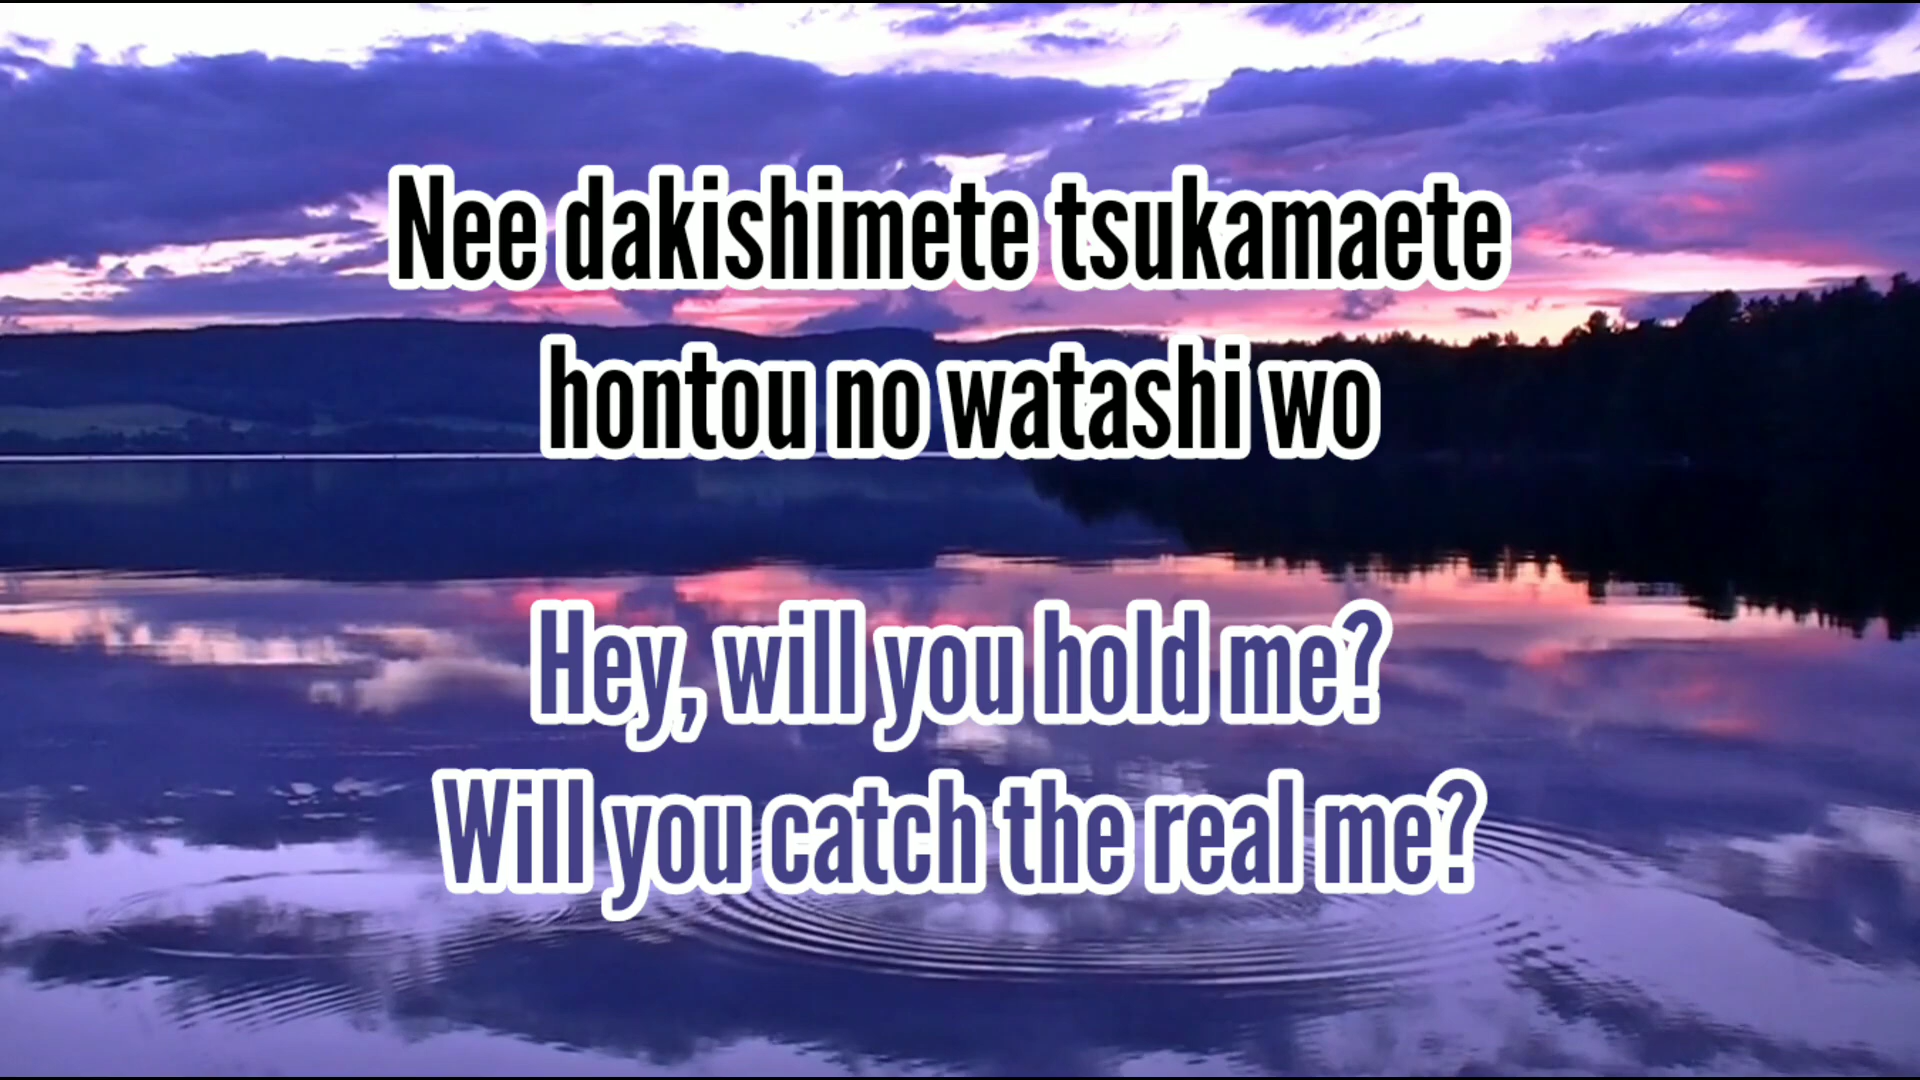 Nee dakishimete tsukamaete
hontou no watashi wo
Hey, will you hold me?
Will you catch the real me?